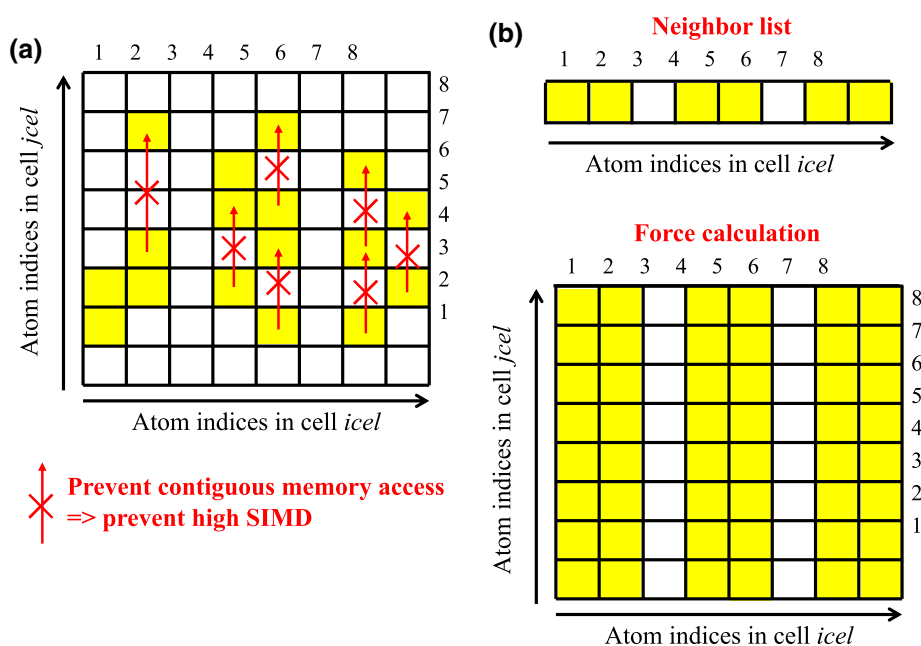 (a)
1 2 3 4 5 6 7 8
8
7
6
5
4
3
2
1
Atom indices in cell jcel
Atom indices in cell icel
Prevent contiguous memory access
=> prevent high SIMD
(b)
Neighbor list
1 2 3 4 5 6 7 8
Atom indices in cell icel
Force calculation
1 2 3 4 5 6 7 8
8
7
6
5
4
3
2
1
Atom indices in cell jcel
Atom indices in cell icel